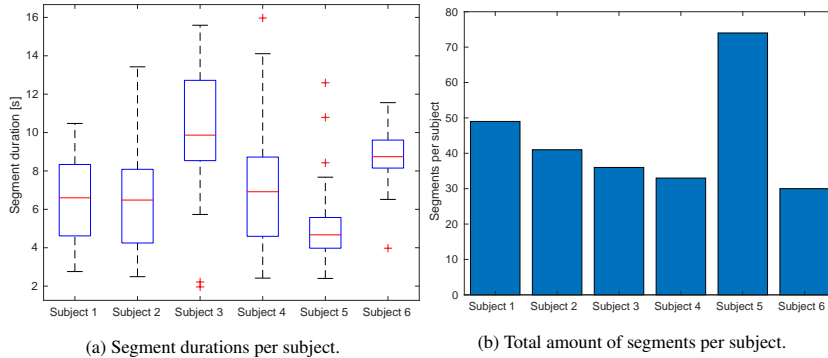 Segment duration [s]
16
14
12
10
8
6
4
2
Subject 1 Subject 2 Subject 3 Subject 4 Subject 5 Subject 6
(a) Segment durations per subject.
Segments per subject
80
70
60
50
40
30
20
10
0
Subject 1 Subject 2 Subject 3 Subject 4 Subject 5 Subject 6
(b) Total amount of segments per subject.